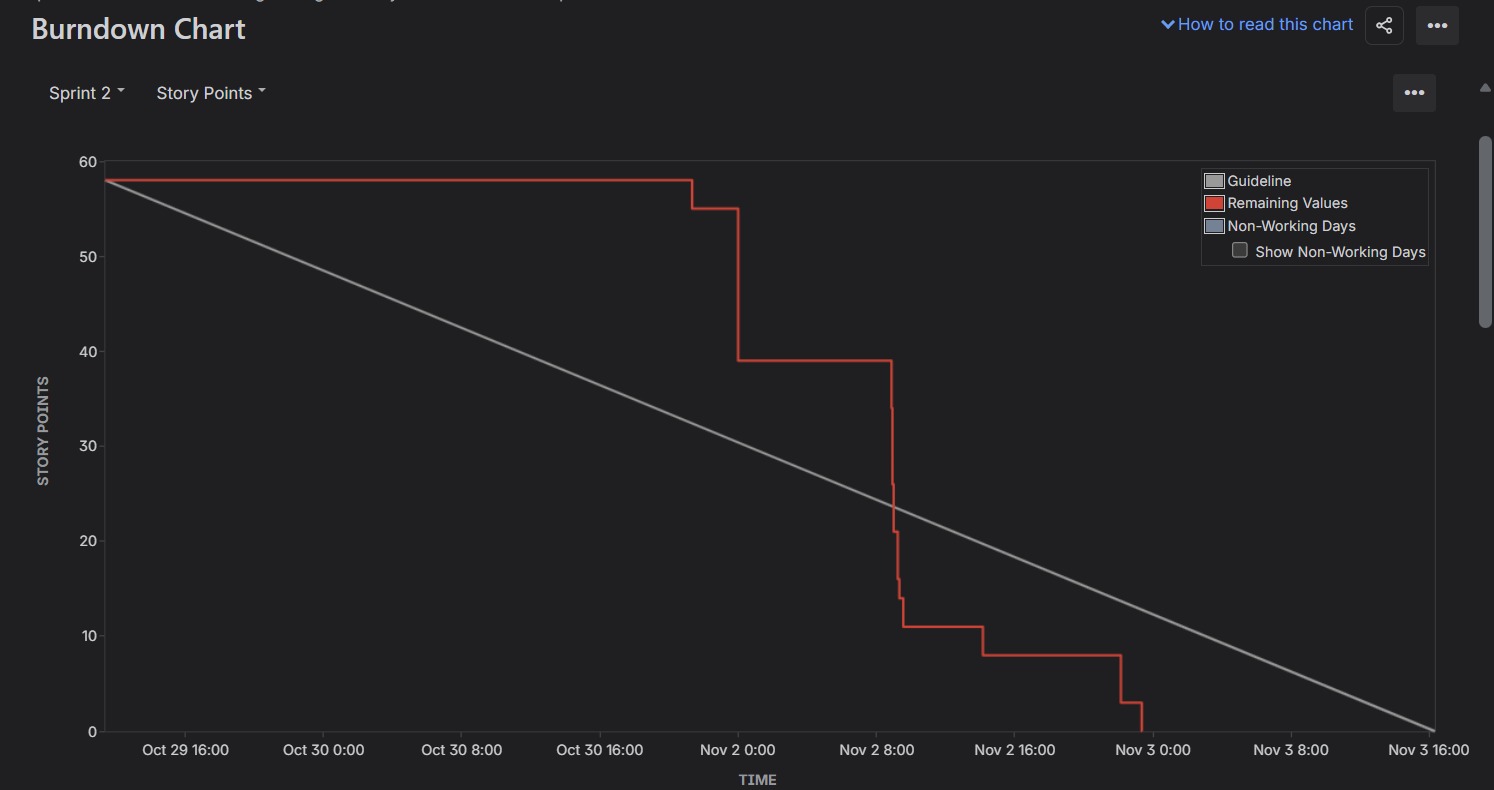 Burndown Chart
How to read this chart
Sprint 2
Story Points
60
50
40
30
20
10
0
STORY POINTS
Guideline
Remaining Values
Non-Working Days
Show Non-Working Days
Oct 29 16:00
Oct 30 0:00
Oct 30 8:00
Oct 30 16:00
Nov 2 0:00
Nov 2 8:00
Nov 2 16:00
Nov 3 0:00
Nov 3 8:00
Nov 3 16:00
TIME